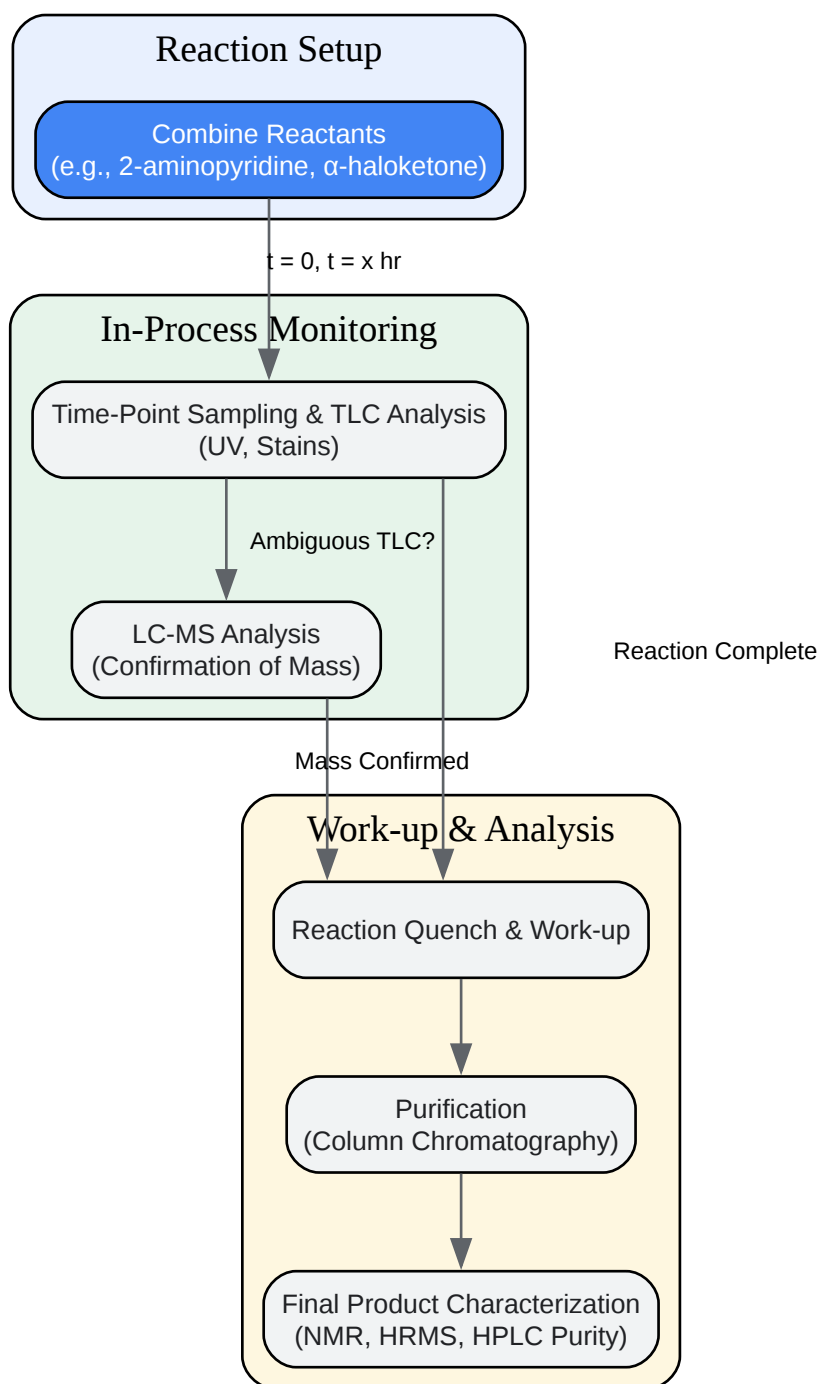 Reaction Setup
Combine Reactants
(e.g., 2-aminopyridine, α-haloketone)
t = 0, t = x hr
In-Process Monitoring
Time-Point Sampling & TLC Analysis
(UV, Stains)
Ambiguous TLC?
LC-MS Analysis
(Confirmation of Mass)
Reaction Complete
Mass Confirmed
Work-up & Analysis
Reaction Quench & Work-up
Purification
(Column Chromatography)
Final Product Characterization
(NMR, HRMS, HPLC Purity)